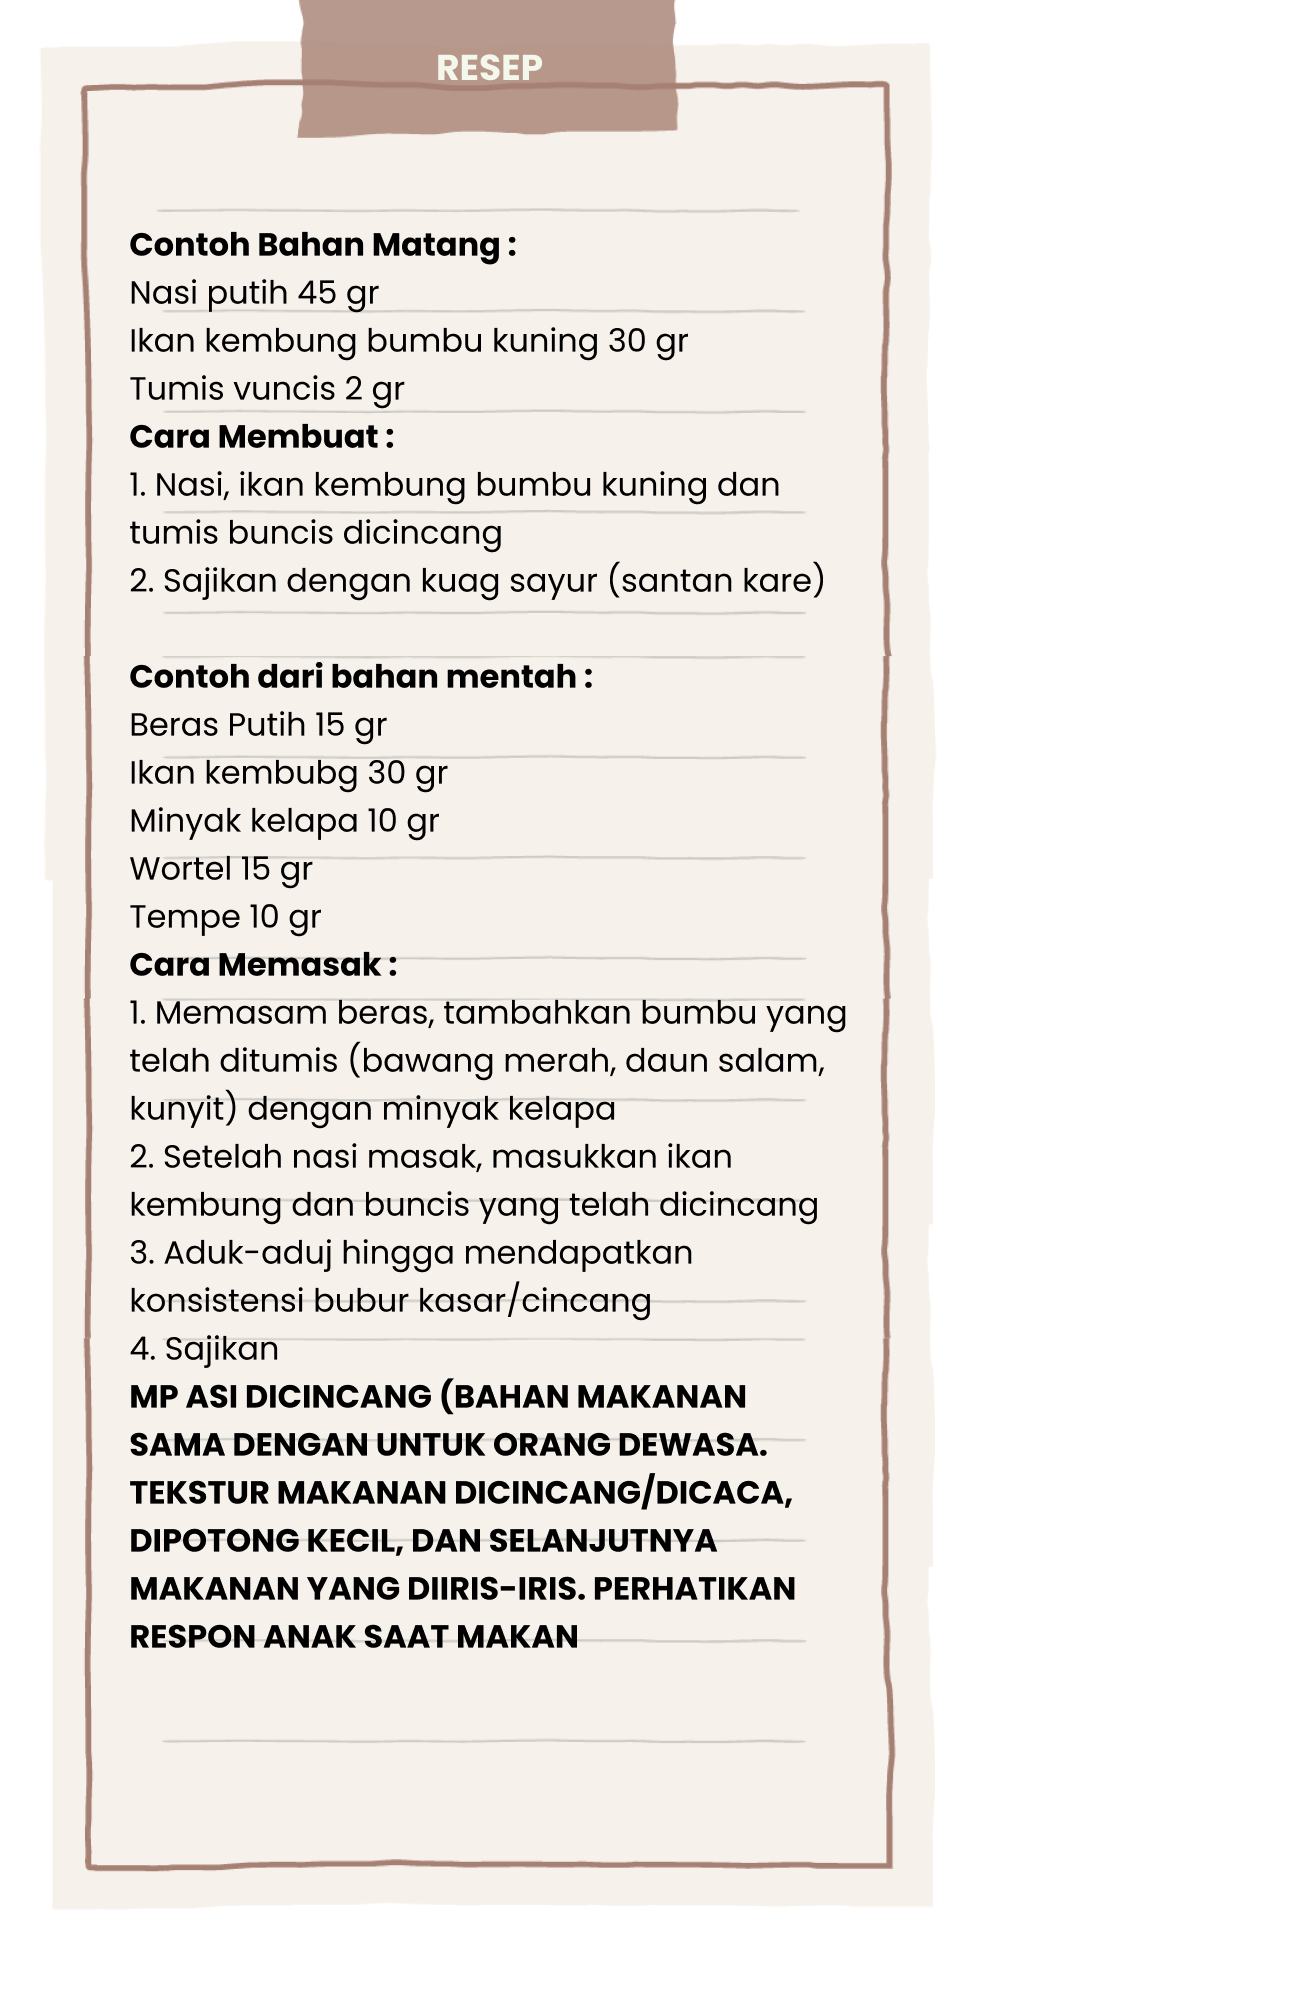 RESEP
Contoh Bahan Matang :
Nasi putih 45 gr
Ikan kembung bumbu kuning 30 gr
Tumis vuncis 2 gr
Cara Membuat :
1. Nasi, ikan kembung bumbu kuning dan
tumis buncis dicincang
2. Sajikan dengan kuag sayur (santan kare)
Contoh dari bahan mentah :
Beras Putih 15 gr
Ikan kembubg 30 gr
Minyak kelapa 10 gr
Wortel 15 gr
Tempe 10 gr
Cara Memasak :
1. Memasam beras, tambahkan bumbu yang
telah ditumis (bawang merah, daun salam,
kunyit) dengan minyak kelapa
2. Setelah nasi masak, masukkan ikan
kembung dan buncis yang telah dicincang
3. Aduk-aduj hingga mendapatkan
konsistensi bubur kasar/cincang
4. Sajikan
MP ASI DICINCANG (BAHAN MAKANAN
SAMA DENGAN UNTUK ORANG DEWASA.
TEKSTUR MAKANAN DICINCANG/DICACA,
DIPOTONG KECIL, DAN SELANJUTNYA
MAKANAN YANG DIIRIS-IRIS. PERHATIKAN
RESPON ANAK SAAT MAKAN